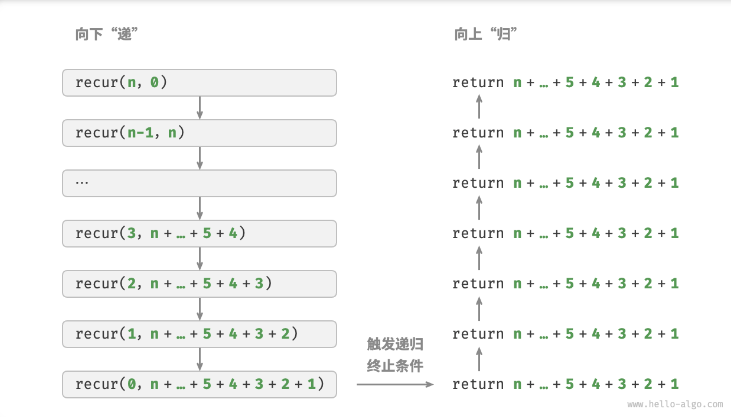 向下“递”
向上“归”
recur(n, 0)
return n + … + 5 + 4 + 3 + 2 + 1
recur(n-1, n)
return n + … + 5 + 4 + 3 + 2 + 1
…
return n + … + 5 + 4 + 3 + 2 + 1
recur(3, n + … + 5 + 4)
return n + … + 5 + 4 + 3 + 2 + 1
recur(2, n + … + 5 + 4 + 3)
return n + … + 5 + 4 + 3 + 2 + 1
recur(1, n + … + 5 + 4 + 3 + 2)
return n + … + 5 + 4 + 3 + 2 + 1
触发递归
终止条件
recur(0, n + … + 5 + 4 + 3 + 2 + 1)
return n + … + 5 + 4 + 3 + 2 + 1
www.hello-algo.com